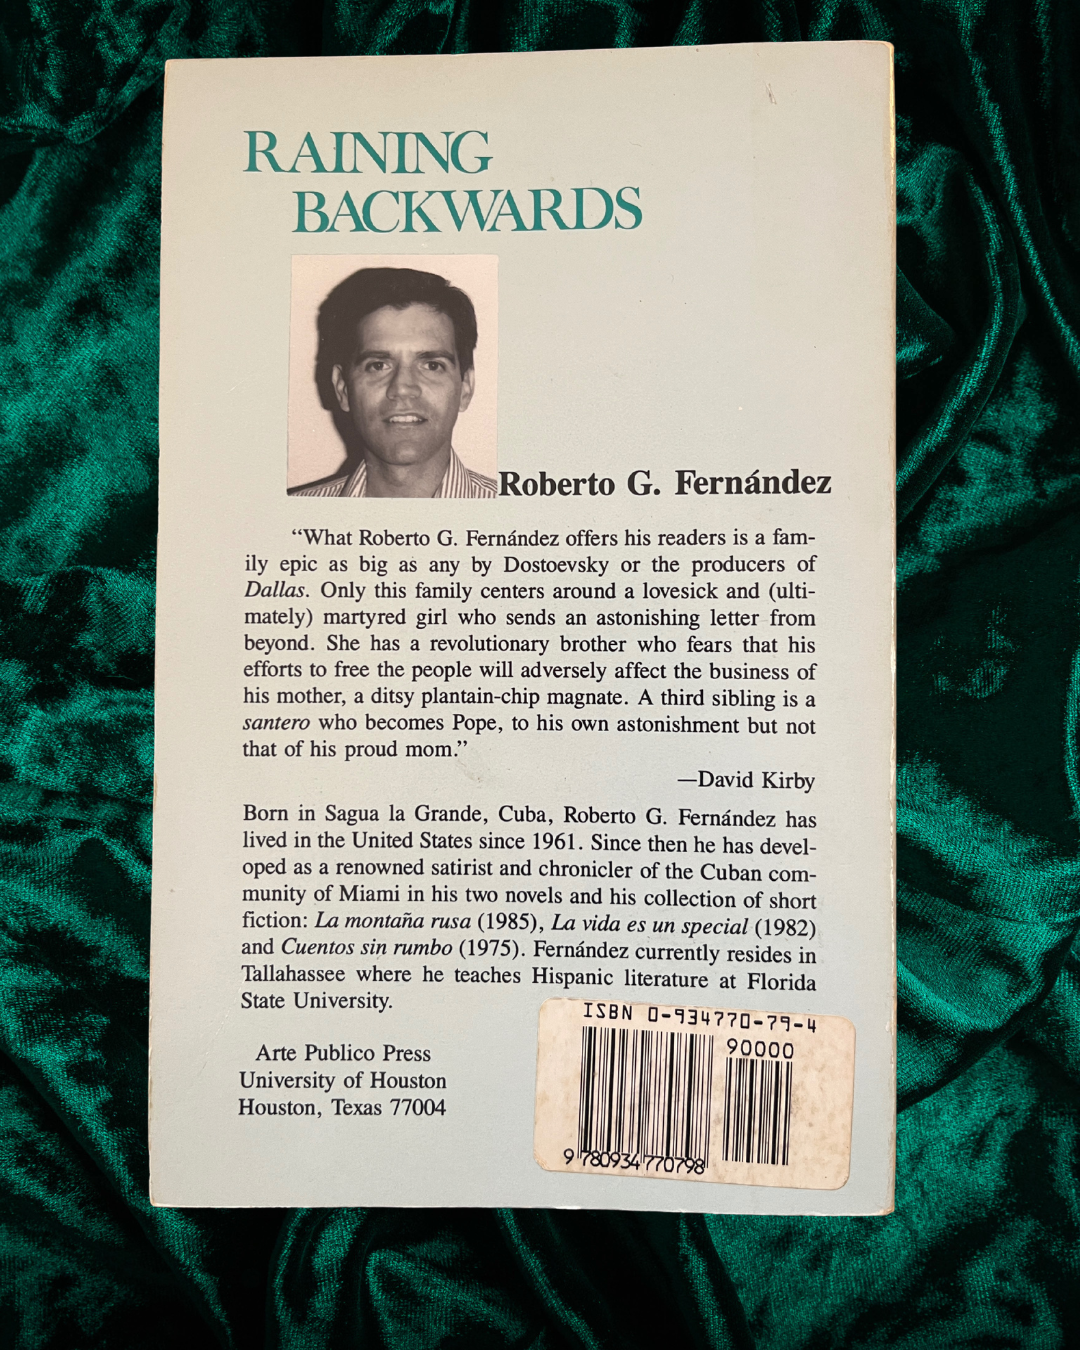 RAINING
BACKWARDS
Roberto G. Fernández
“What Roberto G. Fernández offers his readers is a fam-
ily epic as big as any by Dostoevsky or the producers of
Dallas. Only this family centers around a lovesick and (ulti-
mately) martyred girl who sends an astonishing letter from
beyond. She has a revolutionary brother who fears that his
efforts to free the people will adversely affect the business of
his mother, a ditsy plantain-chip magnate. A third sibling is a
santero who becomes Pope, to his own astonishment but not
that of his proud mom.”
—David Kirby
Born in Sagua la Grande, Cuba, Roberto G. Fernández has
lived in the United States since 1961. Since then he has devel-
oped as a renowned satirist and chronicler of the Cuban com-
munity of Miami in his two novels and his collection of short
fiction: La montaña rusa (1985), La vida es un special (1982)
and Cuentos sin rumbo (1975). Fernández currently resides in
Tallahassee where he teaches Hispanic literature at Florida
State University.
Arte Publico Press
University of Houston
Houston, Texas 77004
ISBN 0-934770-79-4
90000
9 780934 770798